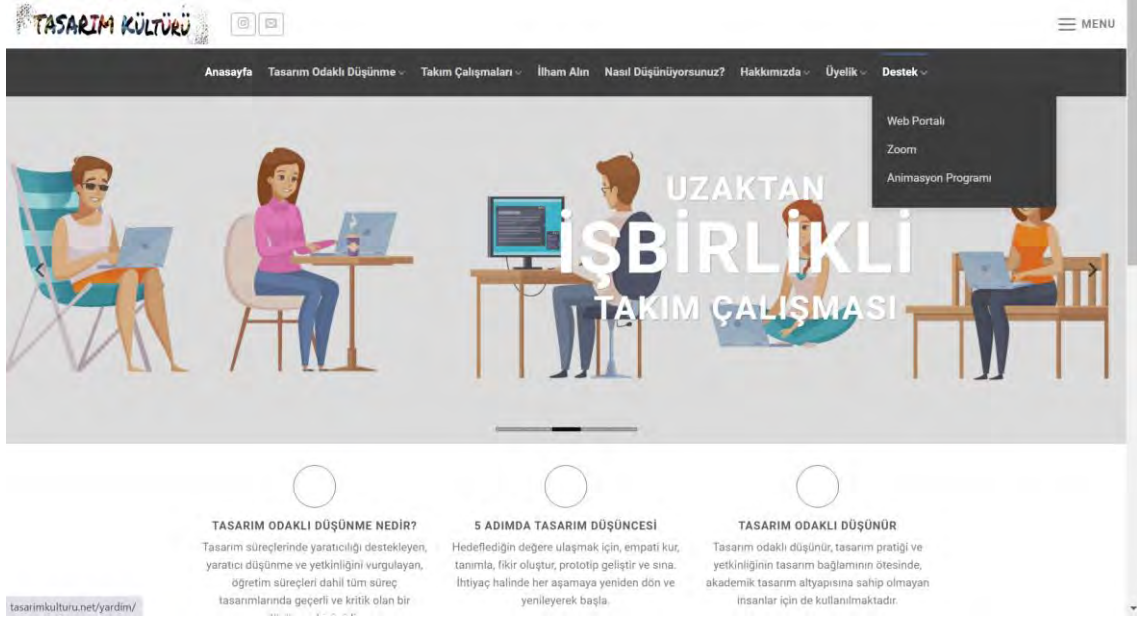 TASARIM KÜLTÜRÜ
MENU
Anasayfa Tasarım Odaklı Düşünme Takım Çalışmaları İlham Alın Nasıl Düşünüyorsunuz? Hakkımızda Üyelik Destek
Web Portalı
Zoom
Animasyon Programı
UZAKTAN
İŞBİRLİKLİ
TAKIM ÇALIŞMASI
TASARIM ODAKLI DÜŞÜNME NEDİR?
Tasarım süreçlerinde yaratıcılığı destekleyen,
yaratıcı düşünme ve yetkinliğini vurgulayan,
öğretim süreçleri dahil tüm süreç
tasarımlarında geçerli ve kritik olan bir
5 ADIMDA TASARIM DÜŞÜNCESİ
Hedeflediğin değere ulaşmak için, empati kur,
tanımla, fikir oluştur, prototip geliştir ve sına.
İhtiyaç halinde her aşamaya yeniden dön ve
yenileyerek başla.
TASARIM ODAKLI DÜŞÜNÜR
Tasarım odaklı düşünür, tasarım pratiği ve
yetkinliğinin tasarım bağlamının ötesinde,
akademik tasarım altyapısına sahip olmayan
insanlar için de kullanılmaktadır.
tasarimkulturu.net/yardim/